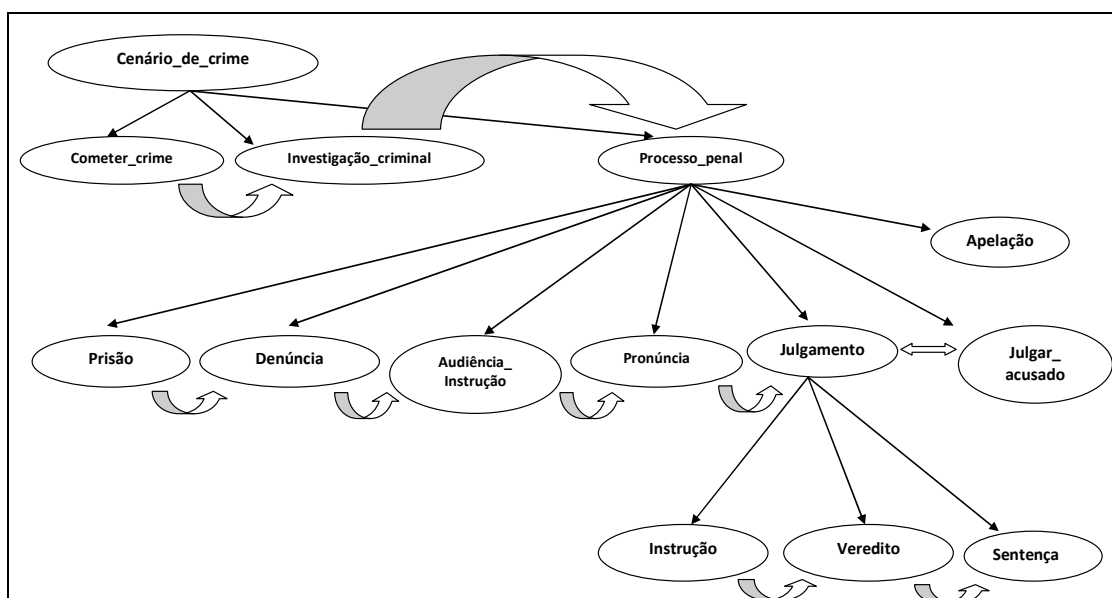 Cenário_de_crime
Cometer_crime
Investigação_criminal
Processo_penal
Apelação
Prisão
Denúncia
Audiência_
Instrução
Pronúncia
Julgamento
Julgar_
acusado
Instrução
Veredito
Sentença